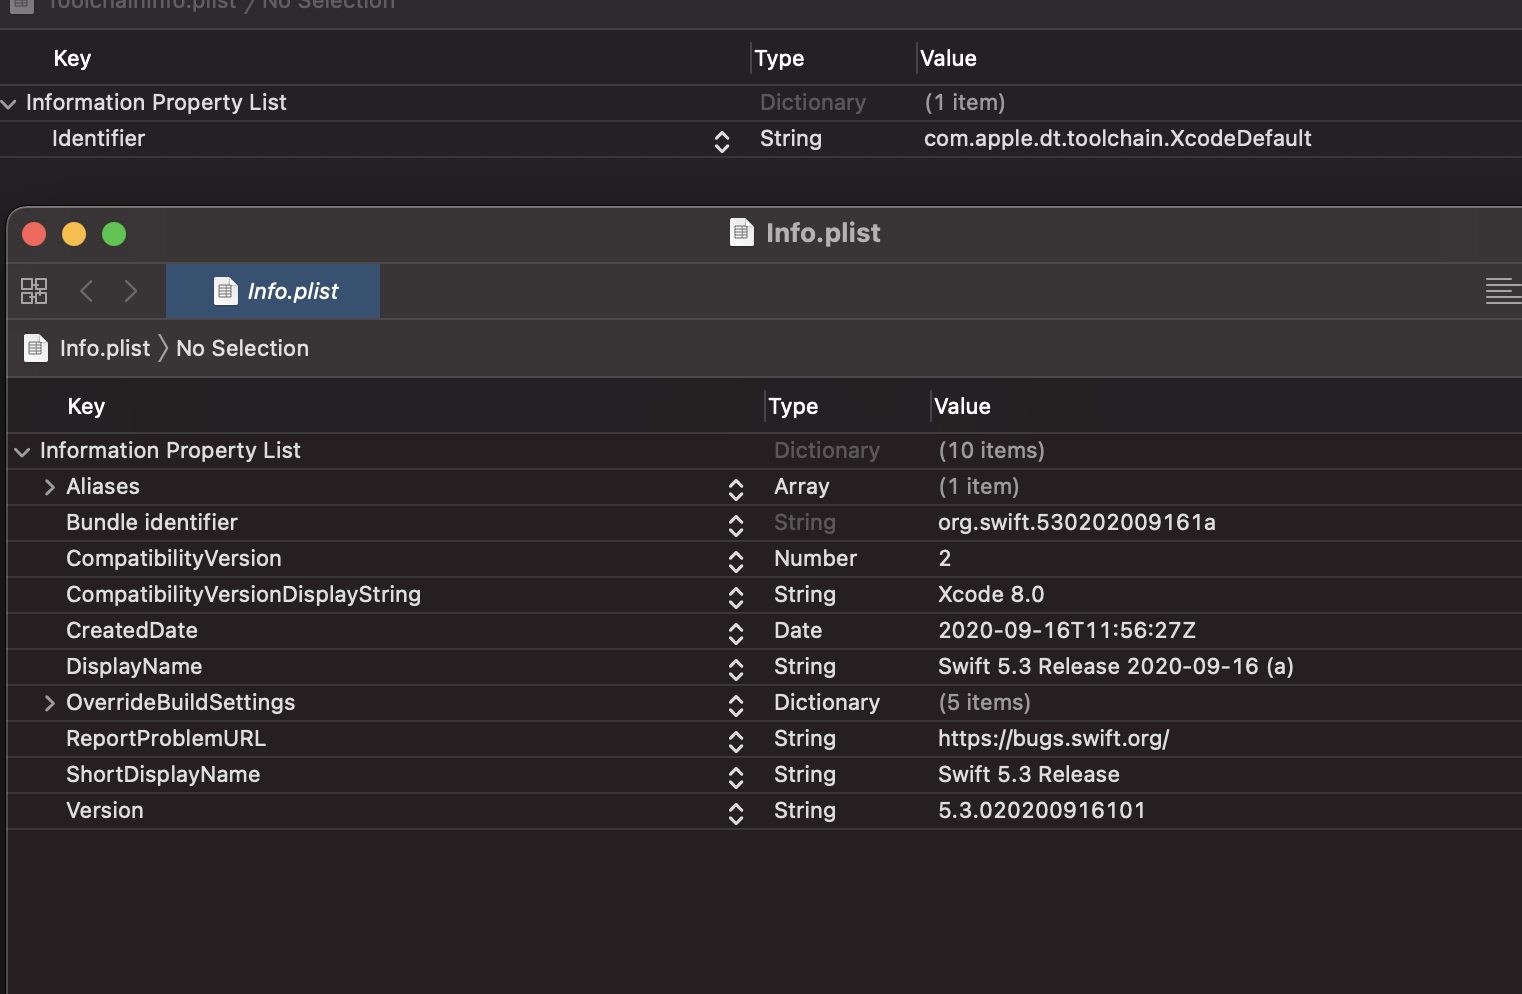 ToolchainInfo.plist 〉 No Selection
Key Type Value
Information Property List Dictionary (1 item)
Identifier String com.apple.dt.toolchain.XcodeDefault
Info.plist
Info.plist
Info.plist 〉 No Selection
Key Type Value
Information Property List Dictionary (10 items)
Aliases Array (1 item)
Bundle identifier String org.swift.530202009161a
CompatibilityVersion Number 2
CompatibilityVersionDisplayString String Xcode 8.0
CreatedDate Date 2020-09-16T11:56:27Z
DisplayName String Swift 5.3 Release 2020-09-16 (a)
OverrideBuildSettings Dictionary (5 items)
ReportProblemURL String https://bugs.swift.org/
ShortDisplayName String Swift 5.3 Release
Version String 5.3.020200916101